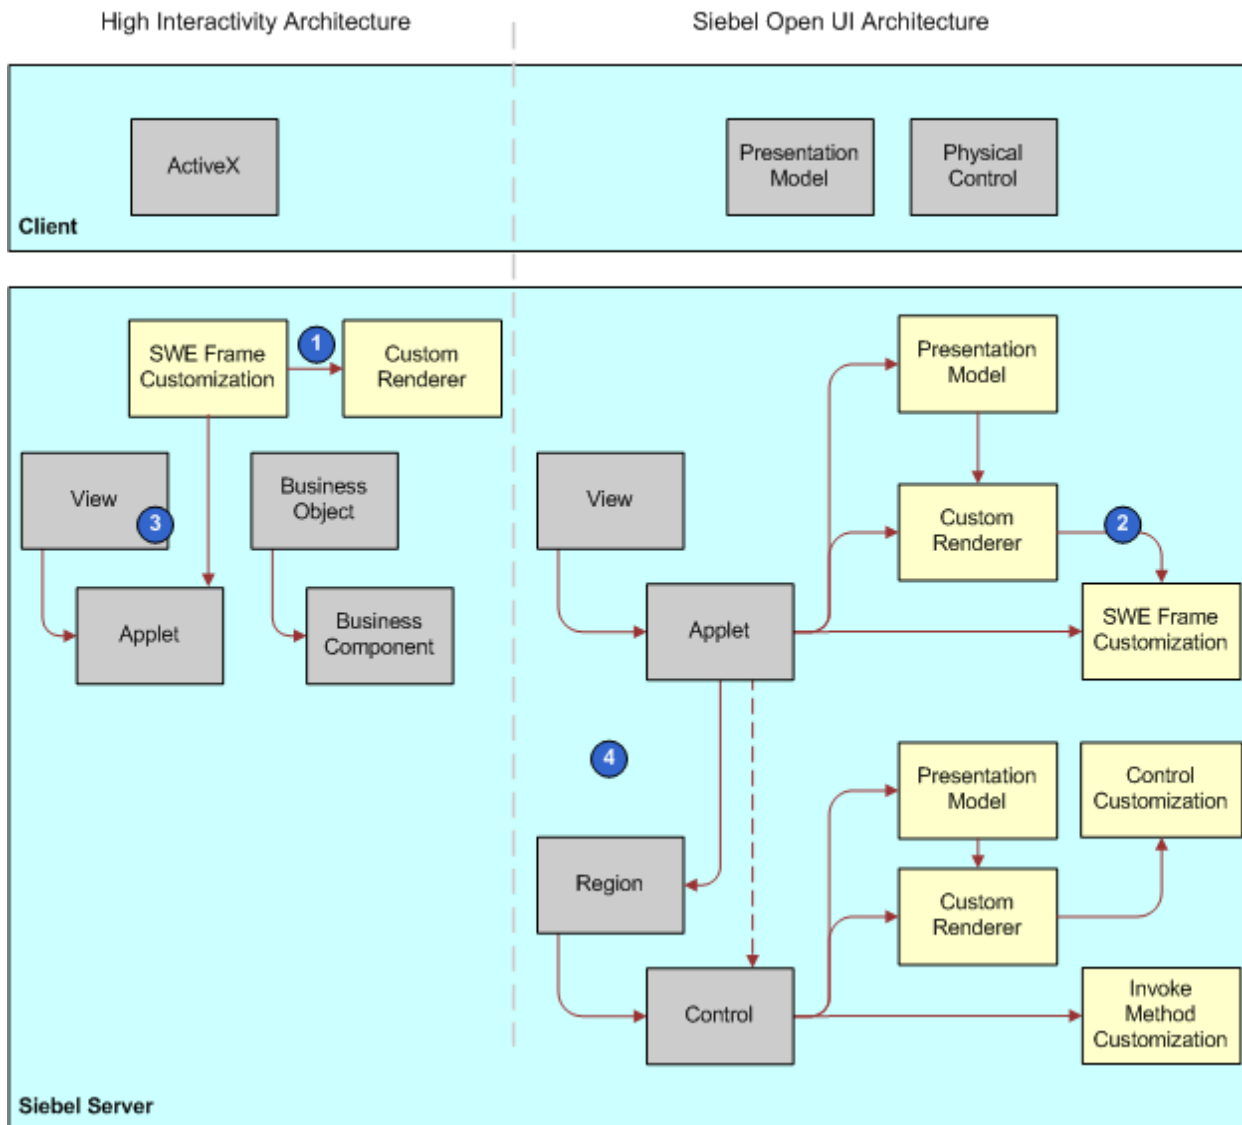 High Interactivity Architecture
Siebel Open UI Architecture
ActiveX
Presentation
Model
Physical
Control
Client
SWE Frame
Customization
1
Custom
Renderer
View
3
Business
Object
Applet
Business
Component
Presentation
Model
View
Custom
Renderer
2
Applet
SWE Frame
Customization
4
Presentation
Model
Control
Customization
Region
Custom
Renderer
Control
Invoke
Method
Customization
Siebel Server